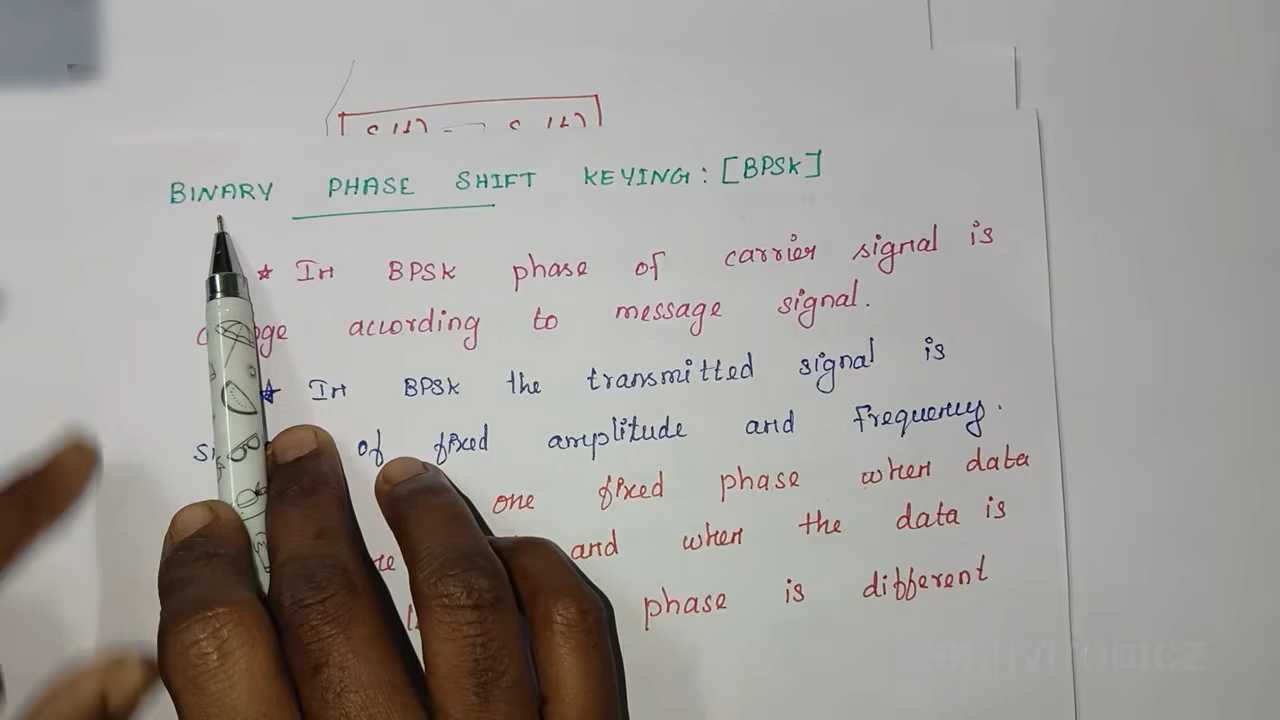 BINARY PHASE SHIFT KEYING : [BPSK]
★ In BPSK phase of carrier signal is
according to message signal.
★ In BPSK the transmitted signal is
of fixed amplitude and frequency.
one fixed phase when data
and when the data is
phase is different